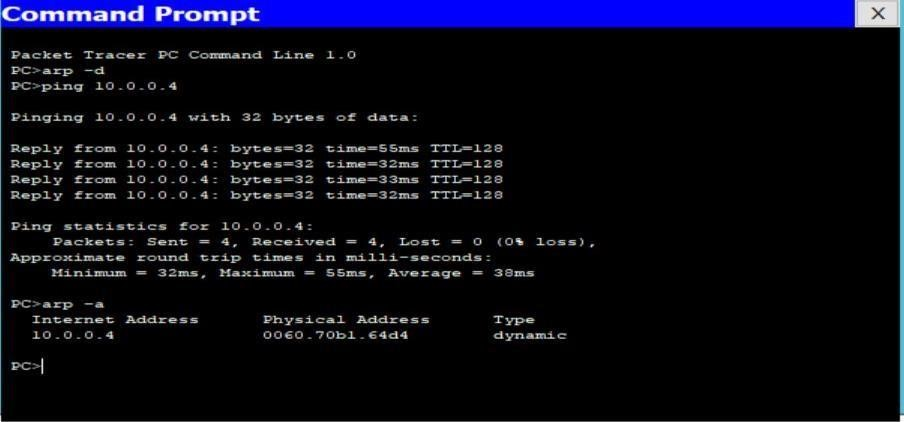 Command Prompt
X
Packet Tracer PC Command Line 1.0
PC>arp -d
PC>ping 10.0.0.4
Pinging 10.0.0.4 with 32 bytes of data:
Reply from 10.0.0.4: bytes=32 time=55ms TTL=128
Reply from 10.0.0.4: bytes=32 time=32ms TTL=128
Reply from 10.0.0.4: bytes=32 time=33ms TTL=128
Reply from 10.0.0.4: bytes=32 time=32ms TTL=128
Ping statistics for 10.0.0.4:
Packets: Sent = 4, Received = 4, Lost = 0 (0% loss),
Approximate round trip times in milli-seconds:
Minimum = 32ms, Maximum = 55ms, Average = 38ms
PC>arp -a
Internet Address Physical Address Type
10.0.0.4 0060.70b1.64d4 dynamic
PC>